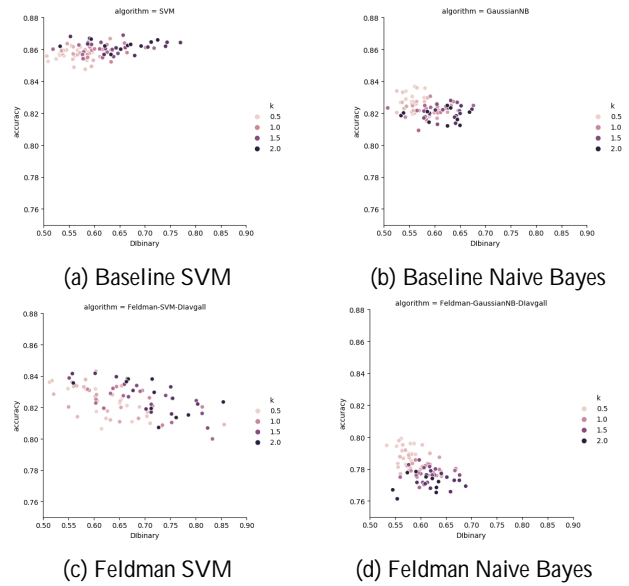 algorithm = SVM
0.88
0.86
0.84
0.82
0.80
0.78
0.76
accuracy
0.50 0.55 0.60 0.65 0.70 0.75 0.80 0.85 0.90
DIbinary
k
0.5
1.0
1.5
2.0
(a) Baseline SVM
algorithm = GaussianNB
0.88
0.86
0.84
0.82
0.80
0.78
0.76
accuracy
0.50 0.55 0.60 0.65 0.70 0.75 0.80 0.85 0.90
DIbinary
k
0.5
1.0
1.5
2.0
(b) Baseline Naive Bayes
algorithm = Feldman-SVM-DIavgall
0.88
0.86
0.84
0.82
0.80
0.78
0.76
accuracy
0.50 0.55 0.60 0.65 0.70 0.75 0.80 0.85 0.90
DIbinary
k
0.5
1.0
1.5
2.0
(c) Feldman SVM
algorithm = Feldman-GaussianNB-DIavgall
0.88
0.86
0.84
0.82
0.80
0.78
0.76
accuracy
0.50 0.55 0.60 0.65 0.70 0.75 0.80 0.85 0.90
DIbinary
k
0.5
1.0
1.5
2.0
(d) Feldman Naive Bayes